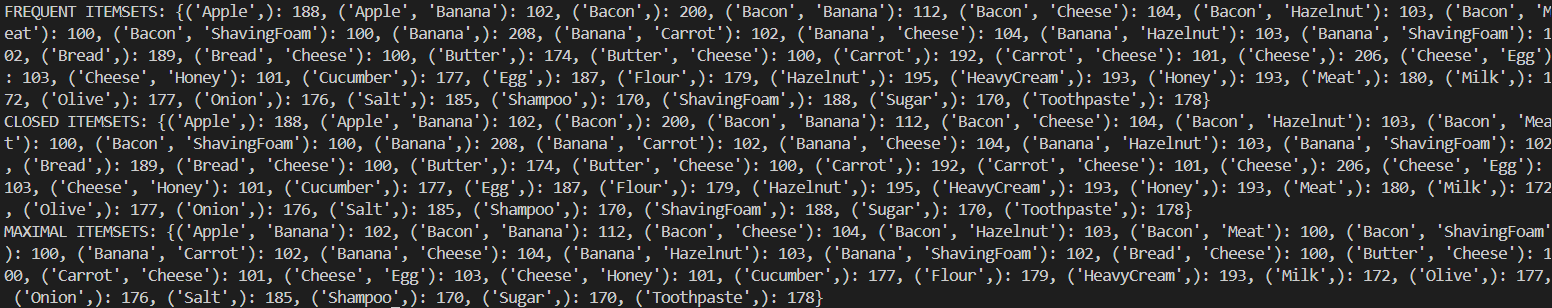 FREQUENT ITEMSETS: {('Apple',): 188, ('Apple', 'Banana'): 102, ('Bacon',): 200, ('Bacon', 'Banana'): 112, ('Bacon', 'Cheese'): 104, ('Bacon', 'Hazelnut'): 103, ('Bacon', 'M
eat'): 100, ('Bacon', 'ShavingFoam'): 100, ('Banana',): 208, ('Banana', 'Carrot'): 102, ('Banana', 'Cheese'): 104, ('Banana', 'Hazelnut'): 103, ('Banana', 'ShavingFoam'): 1
02, ('Bread',): 189, ('Bread', 'Cheese'): 100, ('Butter',): 174, ('Butter', 'Cheese'): 100, ('Carrot',): 192, ('Carrot', 'Cheese'): 101, ('Cheese',): 206, ('Cheese', 'Egg')
: 103, ('Cheese', 'Honey'): 101, ('Cucumber',): 177, ('Egg',): 187, ('Flour',): 179, ('Hazelnut',): 195, ('HeavyCream',): 193, ('Honey',): 193, ('Meat',): 180, ('Milk',): 1
72, ('Olive',): 177, ('Onion',): 176, ('Salt',): 185, ('Shampoo',): 170, ('ShavingFoam',): 188, ('Sugar',): 170, ('Toothpaste',): 178}
CLOSED ITEMSETS: {('Apple',): 188, ('Apple', 'Banana'): 102, ('Bacon',): 200, ('Bacon', 'Banana'): 112, ('Bacon', 'Cheese'): 104, ('Bacon', 'Hazelnut'): 103, ('Bacon', 'Mea
t'): 100, ('Bacon', 'ShavingFoam'): 100, ('Banana',): 208, ('Banana', 'Carrot'): 102, ('Banana', 'Cheese'): 104, ('Banana', 'Hazelnut'): 103, ('Banana', 'ShavingFoam'): 102
, ('Bread',): 189, ('Bread', 'Cheese'): 100, ('Butter',): 174, ('Butter', 'Cheese'): 100, ('Carrot',): 192, ('Carrot', 'Cheese'): 101, ('Cheese',): 206, ('Cheese', 'Egg'):
103, ('Cheese', 'Honey'): 101, ('Cucumber',): 177, ('Egg',): 187, ('Flour',): 179, ('Hazelnut',): 195, ('HeavyCream',): 193, ('Honey',): 193, ('Meat',): 180, ('Milk',): 172
, ('Olive',): 177, ('Onion',): 176, ('Salt',): 185, ('Shampoo',): 170, ('ShavingFoam',): 188, ('Sugar',): 170, ('Toothpaste',): 178}
MAXIMAL ITEMSETS: {('Apple', 'Banana'): 102, ('Bacon', 'Banana'): 112, ('Bacon', 'Cheese'): 104, ('Bacon', 'Hazelnut'): 103, ('Bacon', 'Meat'): 100, ('Bacon', 'ShavingFoam'
): 100, ('Banana', 'Carrot'): 102, ('Banana', 'Cheese'): 104, ('Banana', 'Hazelnut'): 103, ('Banana', 'ShavingFoam'): 102, ('Bread', 'Cheese'): 100, ('Butter', 'Cheese'): 1
00, ('Carrot', 'Cheese'): 101, ('Cheese', 'Egg'): 103, ('Cheese', 'Honey'): 101, ('Cucumber',): 177, ('Flour',): 179, ('HeavyCream',): 193, ('Milk',): 172, ('Olive',): 177,
('Onion',): 176, ('Salt',): 185, ('Shampoo',): 170, ('Sugar',): 170, ('Toothpaste',): 178}